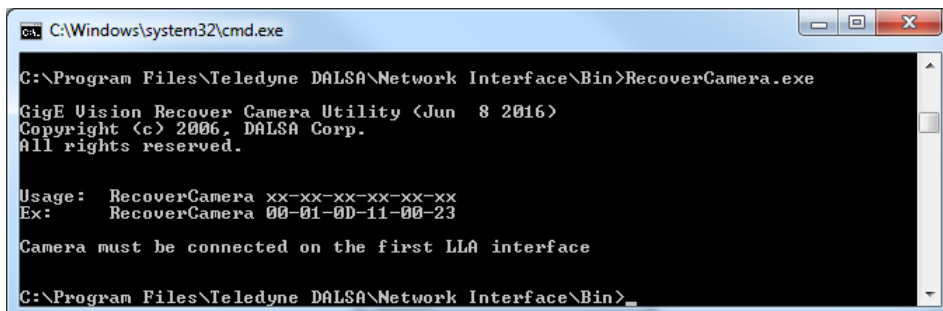 C:\Windows\system32\cmd.exe
C:\Program Files\Teledyne DALSA\Network Interface\Bin>RecoverCamera.exe
GigE Vision Recover Camera Utility (Jun  8 2016)
Copyright (c) 2006, DALSA Corp.
All rights reserved.
Usage:  RecoverCamera xx-xx-xx-xx-xx-xx
Ex:     RecoverCamera 00-01-0D-11-00-23
Camera must be connected on the first LLA interface
C:\Program Files\Teledyne DALSA\Network Interface\Bin>_